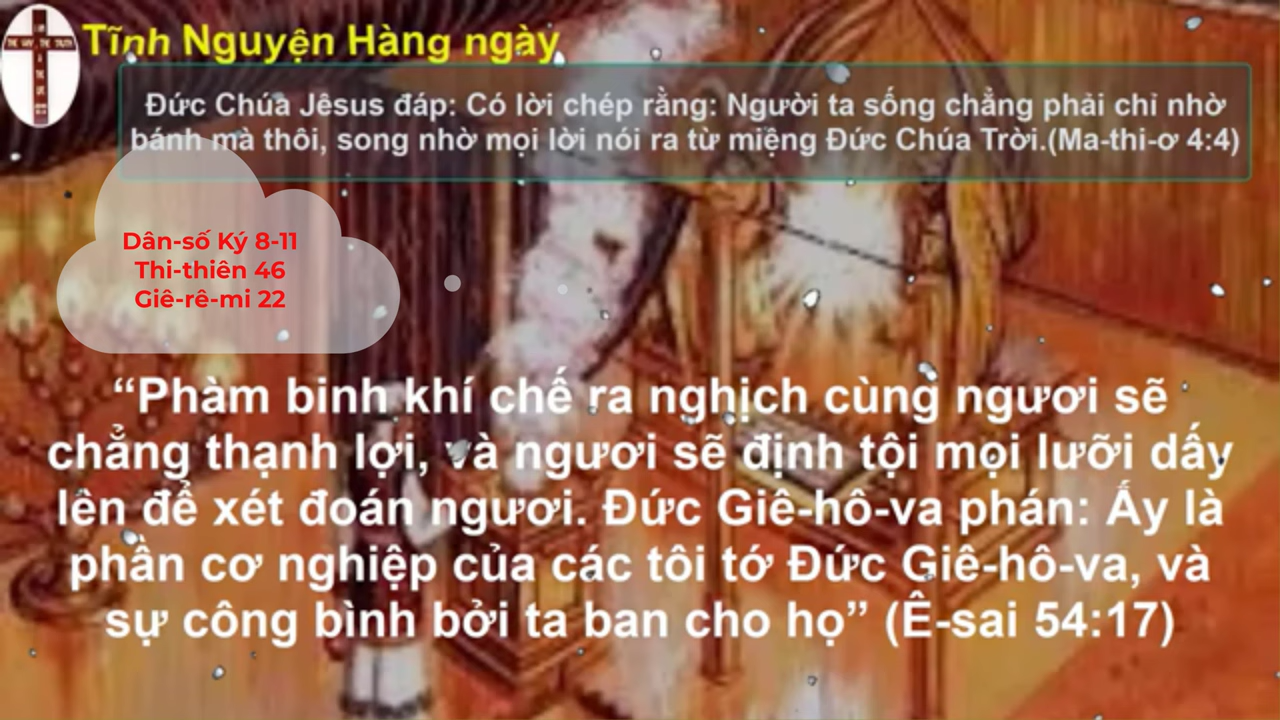 Tĩnh Nguyện Hàng ngày
Đức Chúa Jêsus đáp: Có lời chép rằng: Người ta sống chẳng phải chỉ nhờ
bánh mà thôi, song nhờ mọi lời nói ra từ miệng Đức Chúa Trời.(Ma-thi-ơ 4:4)
Dân-số Ký 8-11
Thi-thiên 46
Giê-rê-mi 22
“Phàm binh khí chế ra nghịch cùng ngươi sẽ
chẳng thạnh lợi, và ngươi sẽ định tội mọi lưỡi dấy
lên để xét đoán ngươi. Đức Giê-hô-va phán: Ấy là
phần cơ nghiệp của các tôi tớ Đức Giê-hô-va, và
sự công bình bởi ta ban cho họ” (Ê-sai 54:17)